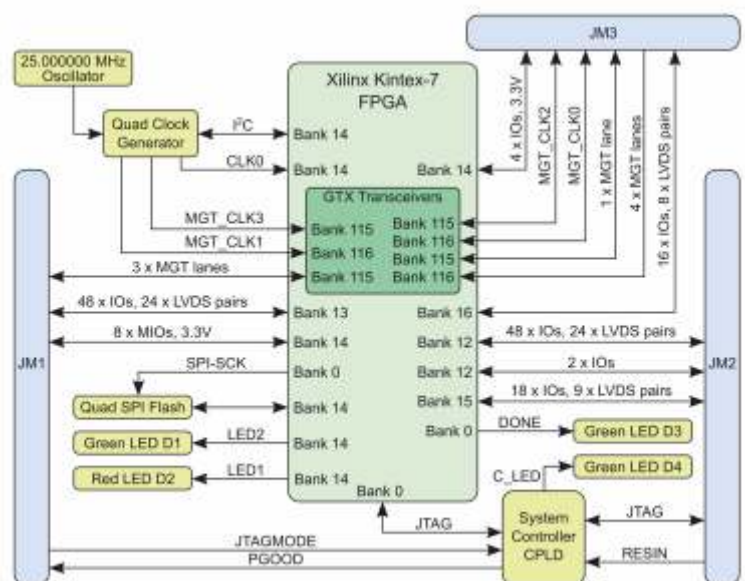 JM3
25.000000 MHz
Oscillator
Xilinx Kintex-7
FPGA
Quad Clock
Generator
I²C
Bank 14
CLK0
Bank 14
Bank 14
4 x IOs, 3.3V
MGT_CLK2
MGT_CLK0
1 x MGT lane
4 x MGT lanes
16 x IOs, 8 x LVDS pairs
GTX Transceivers
MGT_CLK3
Bank 115
Bank 115
MGT_CLK1
Bank 116
Bank 116
Bank 115
3 x MGT lanes
Bank 115
Bank 116
48 x IOs, 24 x LVDS pairs
Bank 13
Bank 16
8 x MIOs, 3.3V
Bank 14
Bank 12
48 x IOs, 24 x LVDS pairs
JM1
SPI-SCK
Bank 0
Bank 12
2 x IOs
JM2
Quad SPI Flash
Bank 14
Bank 15
18 x IOs, 9 x LVDS pairs
Green LED D1
LED2
Bank 14
Bank 0
DONE
Green LED D3
Red LED D2
LED1
Bank 14
Bank 0
C_LED
Green LED D4
JTAG
System
Controller
CPLD
JTAG
JTAGMODE
PGOOD
RESIN